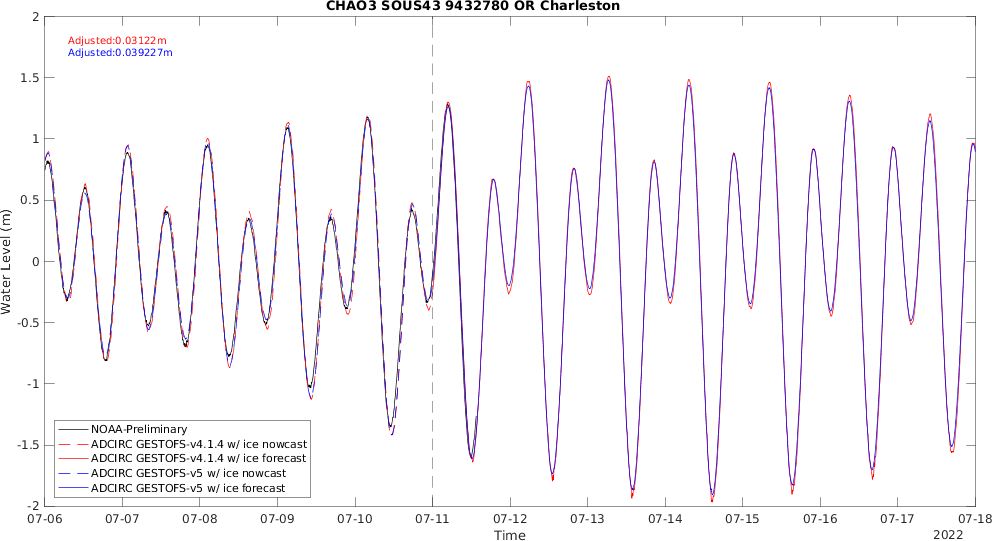 CHAO3 SOUS43 9432780 OR Charleston
Adjusted:0.03122m
Adjusted:0.039227m
Water Level (m)
2
1.5
1
0.5
0
-0.5
-1
-1.5
-2
NOAA-Preliminary
ADCIRC GESTOFS-v4.1.4 w/ ice nowcast
ADCIRC GESTOFS-v4.1.4 w/ ice forecast
ADCIRC GESTOFS-v5 w/ ice nowcast
ADCIRC GESTOFS-v5 w/ ice forecast
07-06 07-07 07-08 07-09 07-10 07-11 07-12 07-13 07-14 07-15 07-16 07-17 07-18
Time
2022